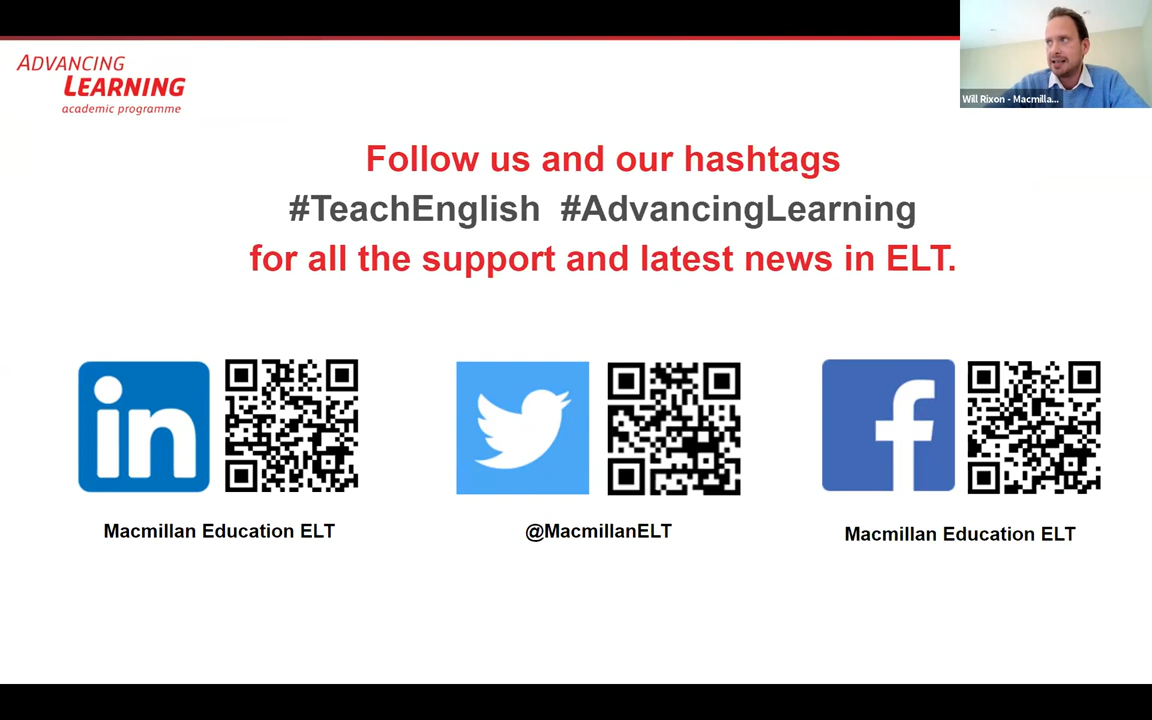 ADVANCING
LEARNING
academic programme
Will Rixon - Macmilla...
Follow us and our hashtags
#TeachEnglish #AdvancingLearning
for all the support and latest news in ELT.
in
f
Macmillan Education ELT
@MacmillanELT
Macmillan Education ELT